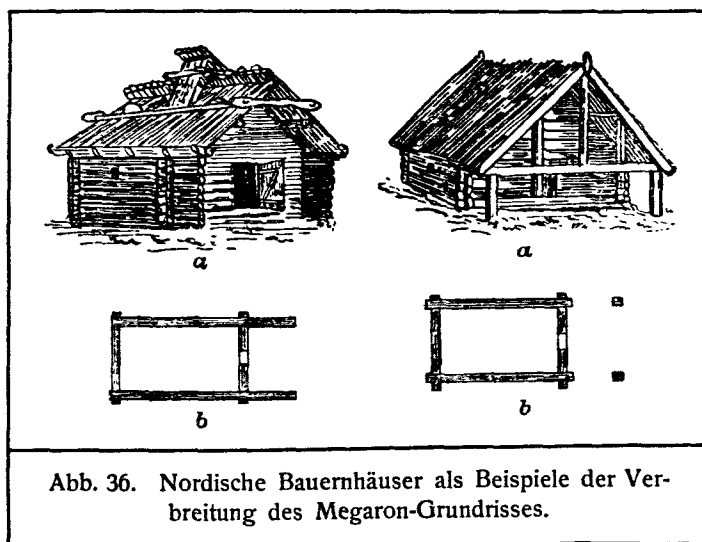 a
a
b
b
Abb. 36. Nordische Bauernhäuser als Beispiele der Ver-
breitung des Megaron-Grundrisses.